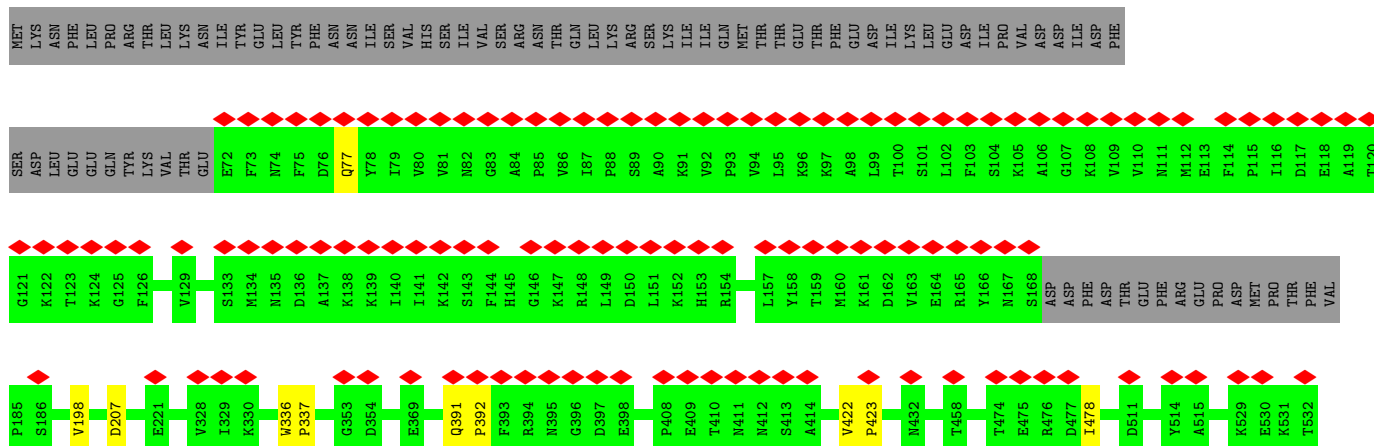 MET LYS ASN PHE LEU PRO ARG THR LEU LYS ASN ILE TYR GLU LEU TYR PHE ASN ASN ILE SER VAL HIS SER ILE VAL SER ARG ASN THR GLN LEU LYS ARG SER LYS ILE ILE GLN MET THR THR GLU THR PHE GLU ASP ILE LYS LEU GLU ASP ILE PRO VAL ASP ASP ILE ASP PHE
SER ASP LEU GLU GLU GLN TYR LYS VAL THR GLU E72 F73 N74 F75 D76 Q77 Y78 I79 V80 V81 N82 G83 A84 P85 V86 I87 P88 S89 A90 K91 V92 P93 V94 L95 K96 K97 A98 L99 T100 S101 L102 F103 S104 K105 A106 G107 K108 V109 V110 N111 M112 E113 F114 P115 I116 D117 E118 A119 T120
G121 K122 T123 K124 G125 F126 V129 S133 M134 N135 D136 A137 K138 K139 I140 I141 K142 S143 F144 H145 G146 K147 R148 L149 D150 L151 K152 H153 R154 L157 Y158 T159 M160 K161 D162 V163 E164 R165 Y166 N167 S168 ASP ASP PHE ASP THR GLU PHE ARG GLU PRO ASP MET PRO THR PHE VAL
P185 S186 V198 D207 E221 V328 I329 K330 W336 P337 G353 D354 E369 Q391 P392 F393 R394 N395 G396 D397 E398 P408 E409 T410 N411 N412 S413 A414 V422 P423 N432 T458 T474 E475 R476 D477 I478 D511 Y514 A515 K529 E530 K531 T532